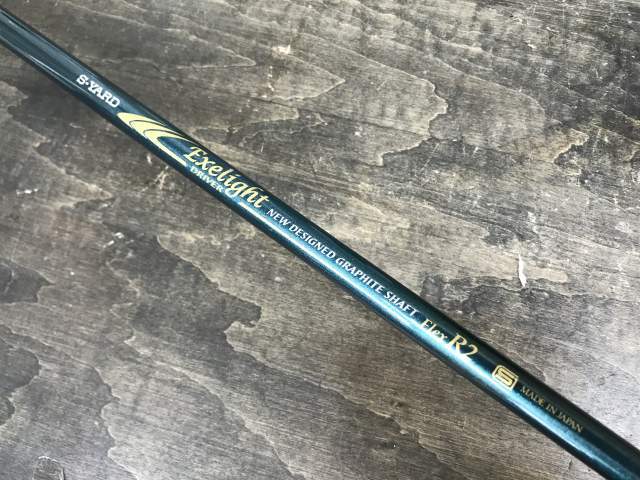 S-YARD
Exelight
DRIVER
NEW DESIGNED GRAPHITE SHAFT Flex R2
S MADE IN JAPAN